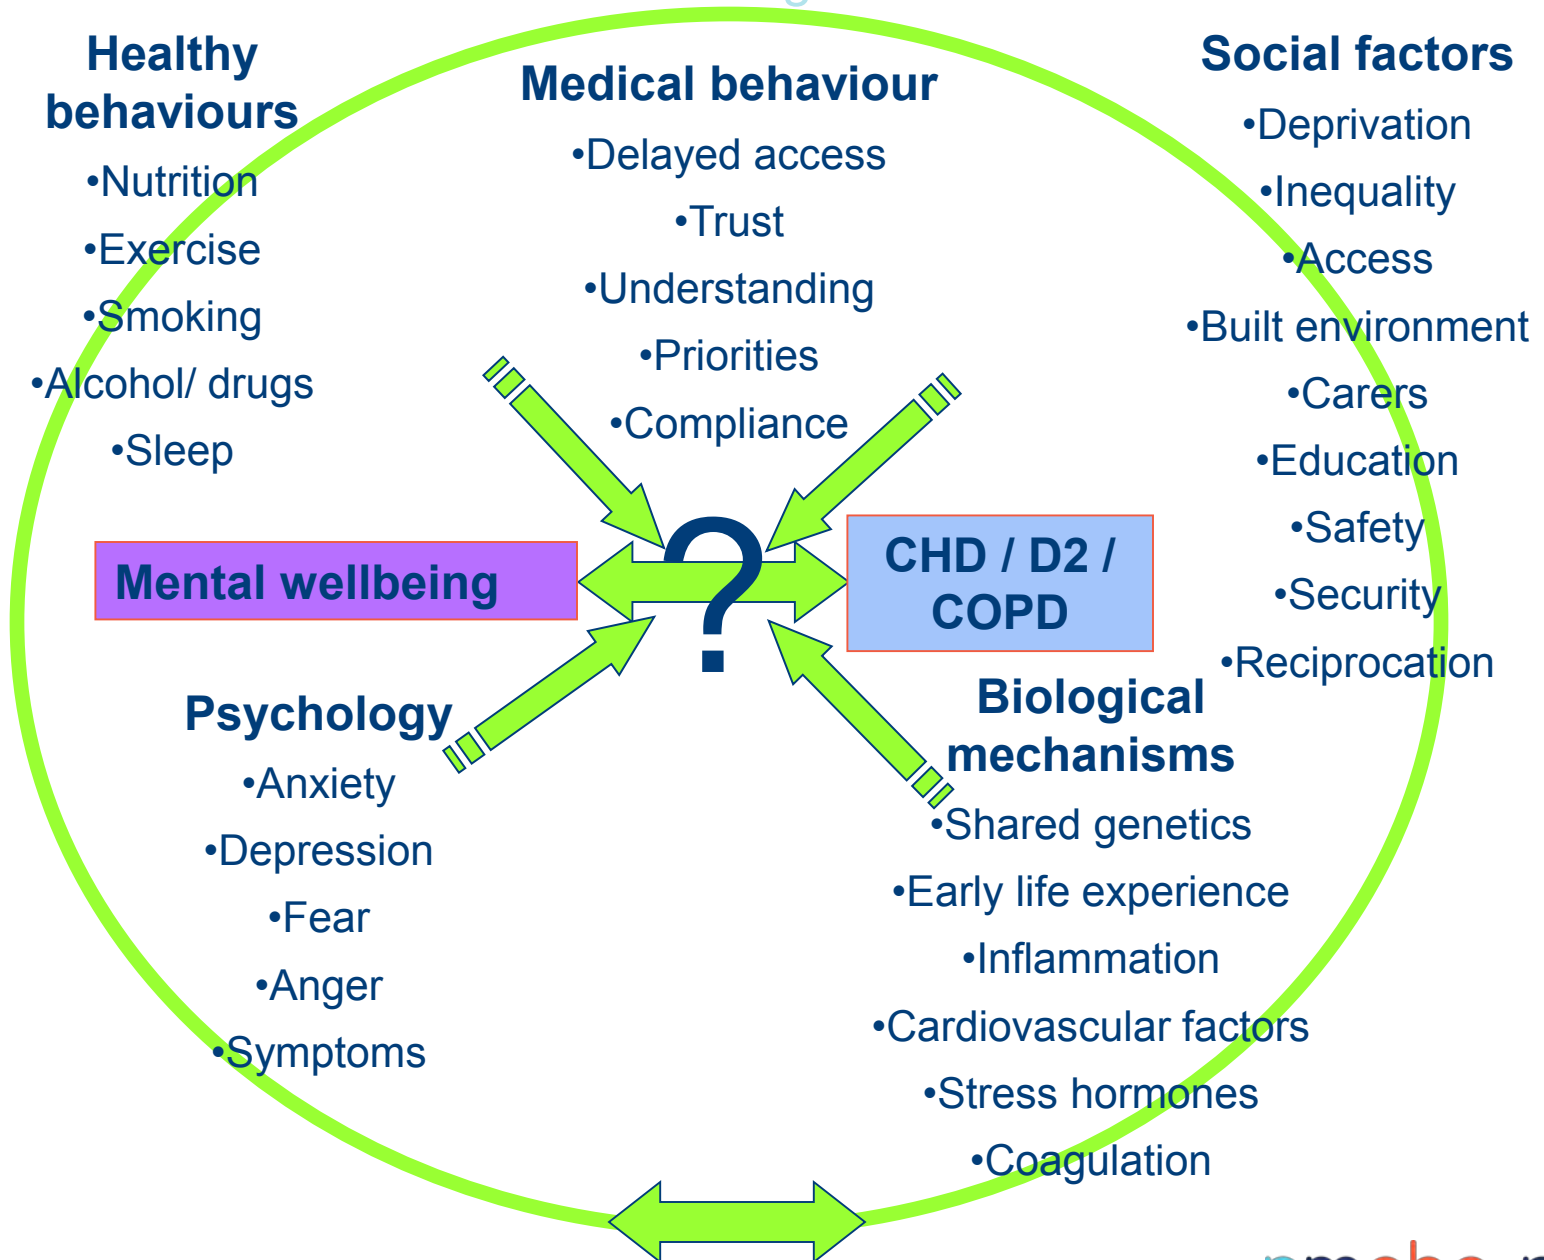 Healthy
behaviours
•Nutrition
•Exercise
•Smoking
•Alcohol/ drugs
•Sleep
Medical behaviour
•Delayed access
•Trust
•Understanding
•Priorities
•Compliance
Social factors
•Deprivation
•Inequality
•Access
•Built environment
•Carers
•Education
•Safety
•Security
•Reciprocation
Mental wellbeing
?
CHD / D2 /
COPD
Psychology
•Anxiety
•Depression
•Fear
•Anger
•Symptoms
Biological
mechanisms
•Shared genetics
•Early life experience
•Inflammation
•Cardiovascular factors
•Stress hormones
•Coagulation